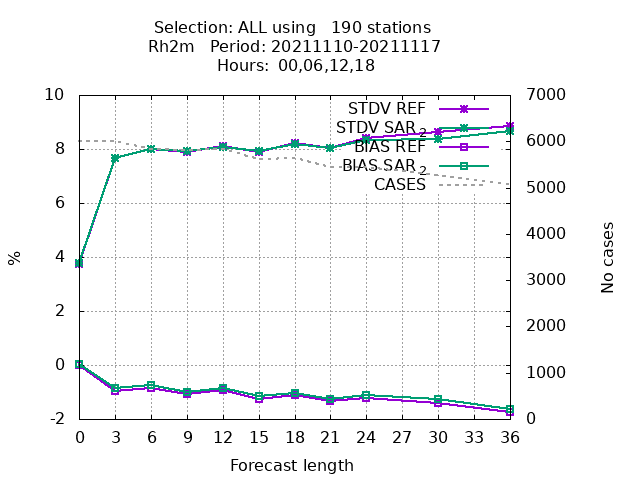 Selection: ALL using   190 stations
Rh2m   Period: 20211110-20211117
Hours: 00,06,12,18
10
7000
STDV REF
STDV SAR2
BIAS REF
BIAS SAR2
CASES
8
6000
6
5000
4000
%
4
No cases
3000
2
2000
0
1000
-2
0
0 3 6 9 12 15 18 21 24 27 30 33 36
Forecast length